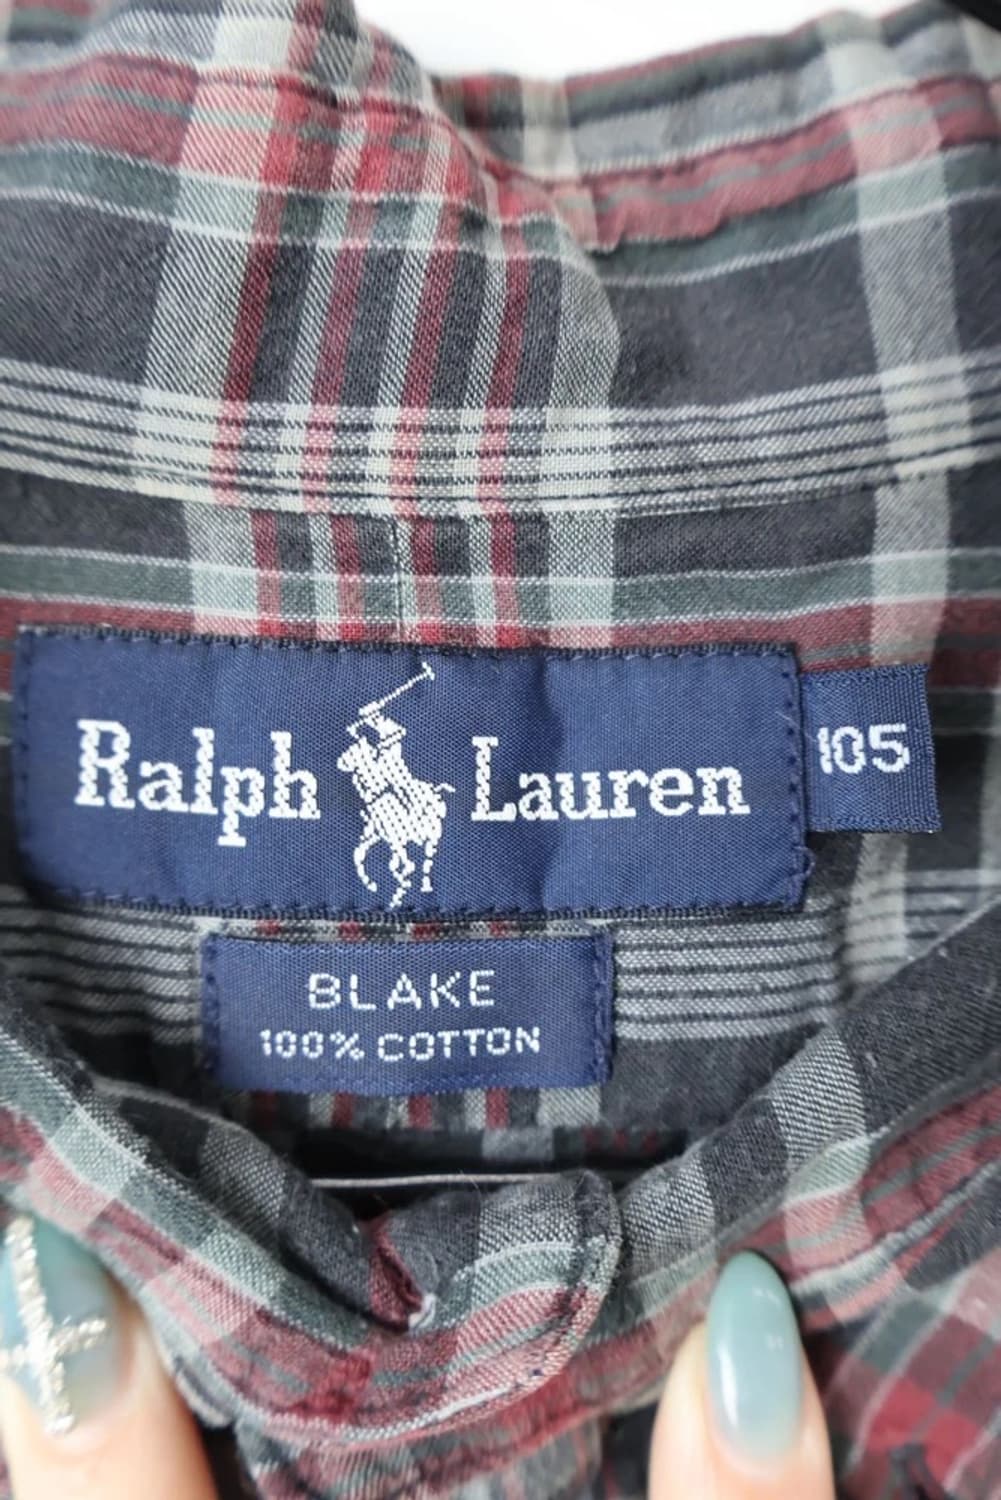 Ralph Lauren
105
BLAKE
100% COTTON